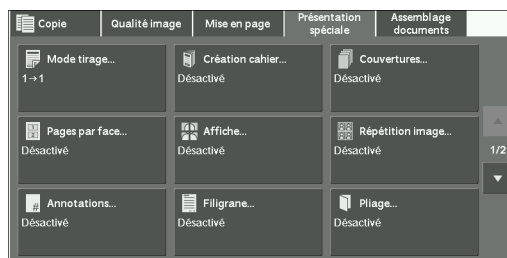 Copie
Qualité image
Mise en page
Présentation
spéciale
Assemblage
documents
Mode tirage...
1→1
Création cahier...
Désactivé
Couvertures...
Désactivé
Pages par face...
Désactivé
Affiche...
Désactivé
Répétition image...
Désactivé
1/2
Annotations...
Désactivé
Filigrane...
Désactivé
Pliage...
Désactivé